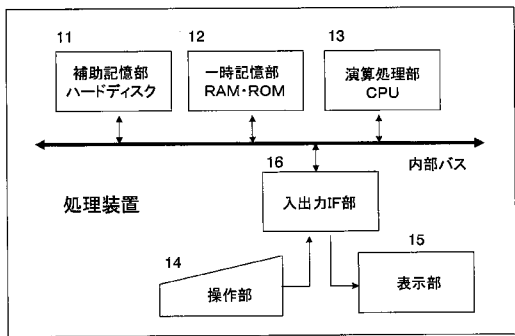 11
補助記憶部
ハードディスク
12
一時記憶部
RAM・ROM
13
演算処理部
CPU
内部バス
16
入出力IF部
処理装置
14
操作部
15
表示部